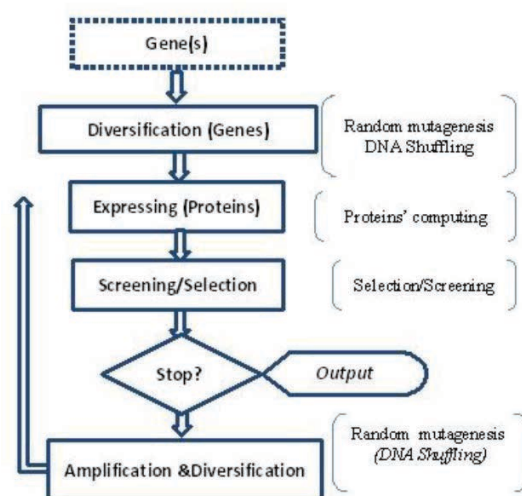 Gene(s)
Diversification (Genes)
Random mutagenesis
DNA Shuffling
Expressing (Proteins)
Proteins' computing
Screening/Selection
Selection/Screening
Stop?
Output
Amplification &Diversification
Random mutagenesis
(DNA Shuffling)